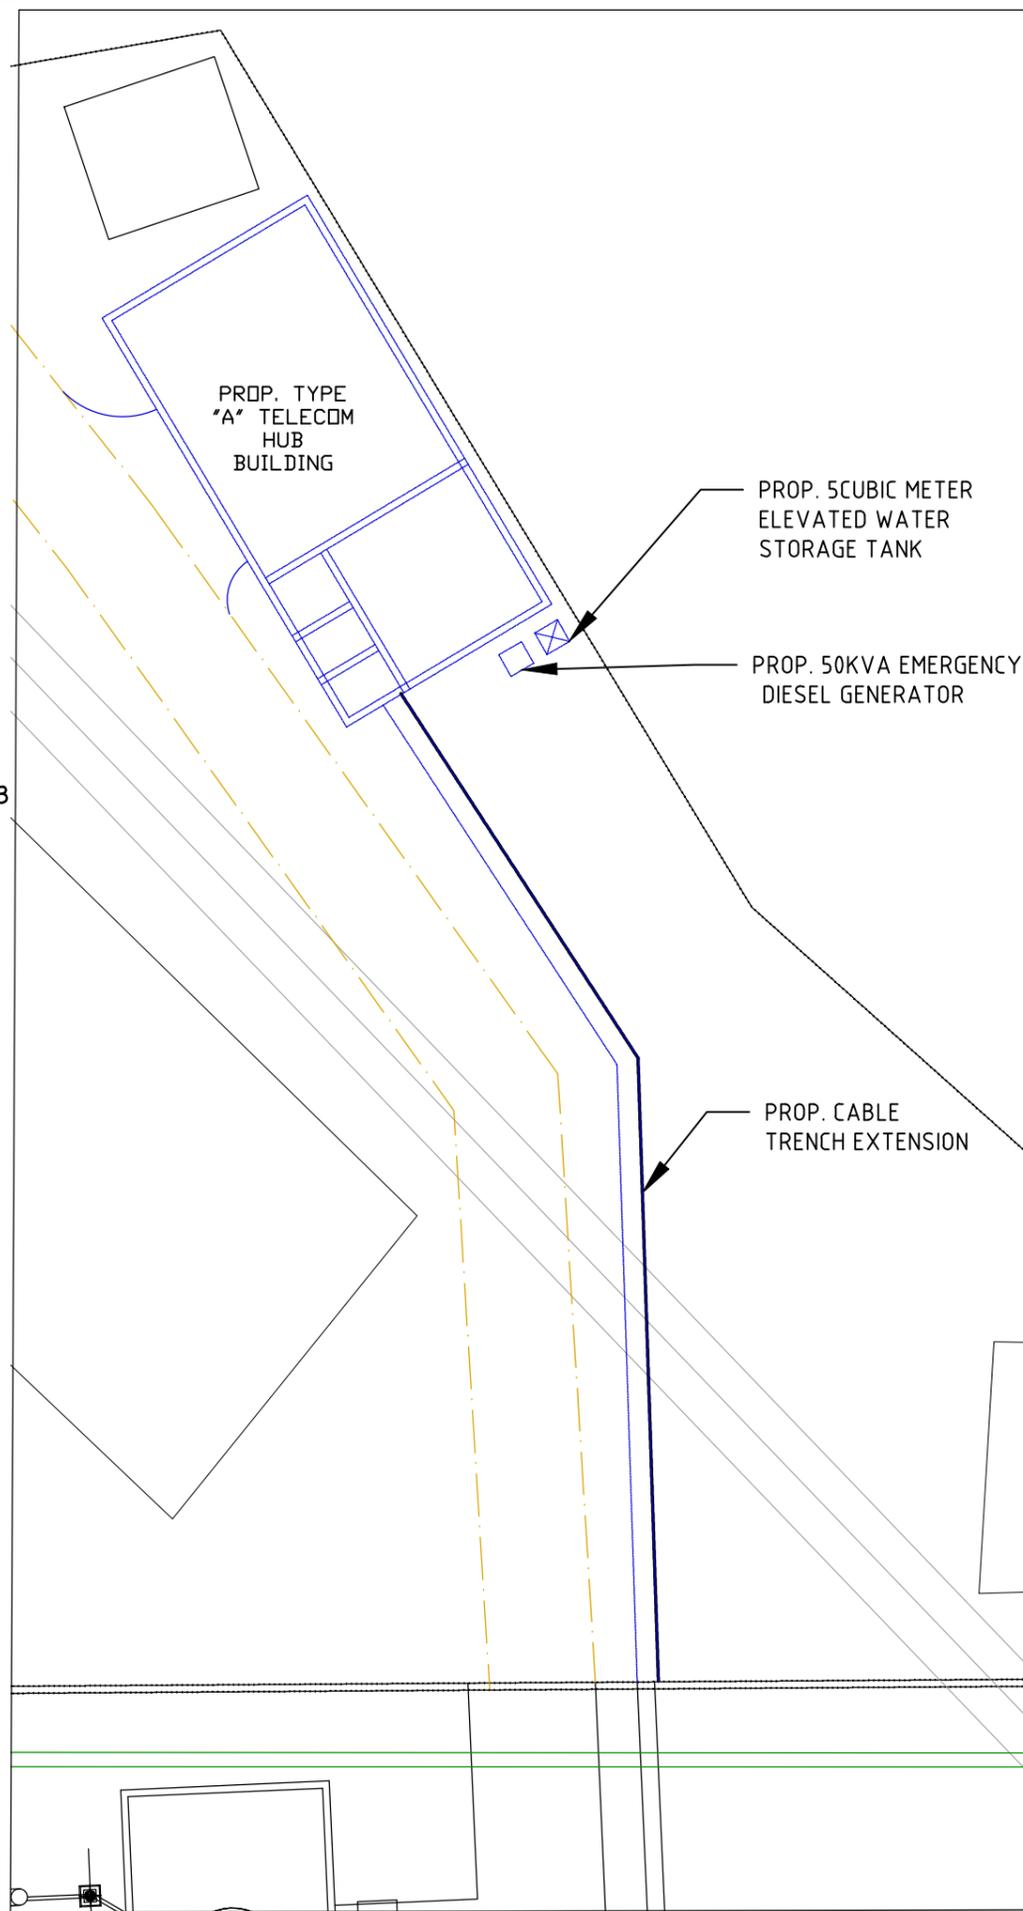 PROP. TYPE
"A" TELECOM
HUB
BUILDING
PROP. 5CUBIC METER
ELEVATED WATER
STORAGE TANK
PROP. 50KVA EMERGENCY
DIESEL GENERATOR
3
PROP. CABLE
TRENCH EXTENSION